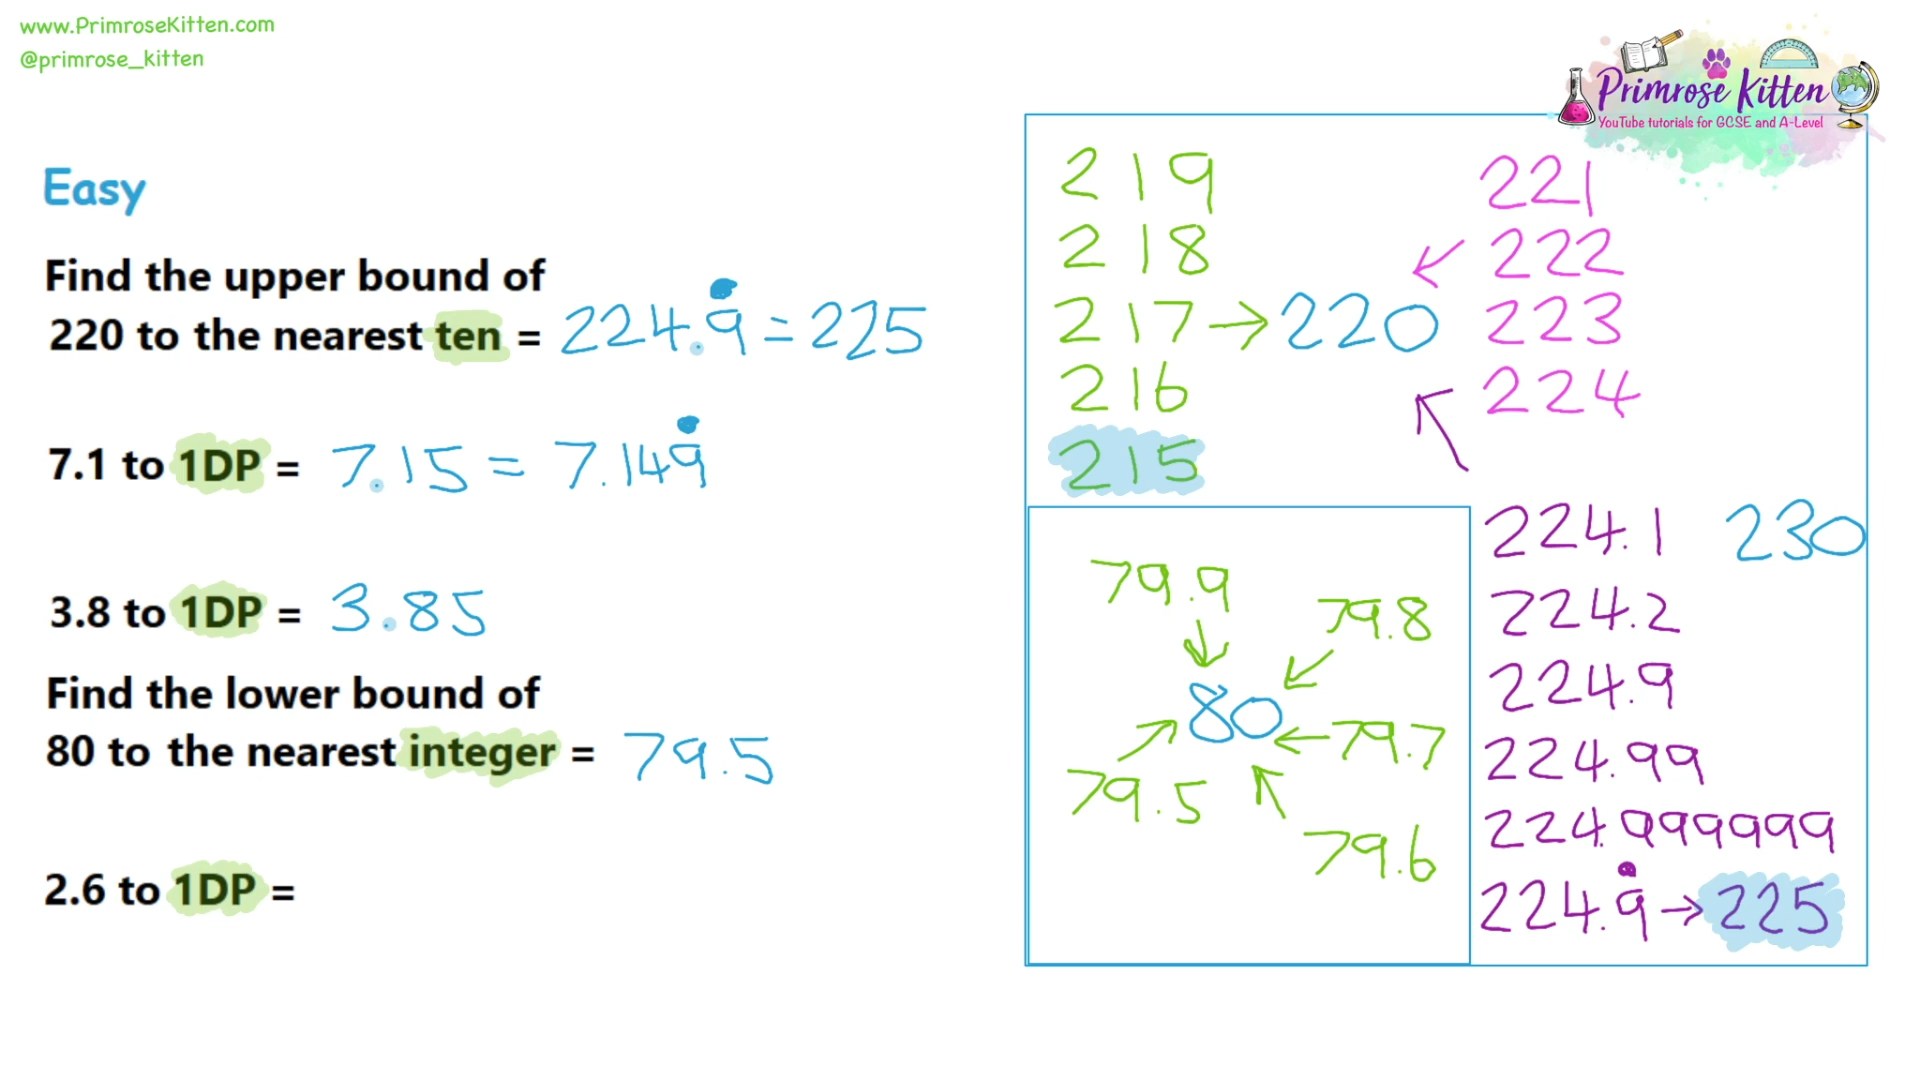 www.PrimroseKitten.com
@primrose_kitten
Primrose Kitten
YouTube tutorials for GCSE and A-Level
Easy
Find the upper bound of
220 to the nearest ten = 224.9̇ = 225
7.1 to 1DP = 7.15 = 7.149̇
3.8 to 1DP = 3.85
Find the lower bound of
80 to the nearest integer = 79.5
2.6 to 1DP =
219
218
217 → 220
216
215
221
222
223
224
224.1 230
224.2
224.9
224.99
224.999999
224.9̇ → 225
79.9
79.8
80
79.7
79.5
79.6